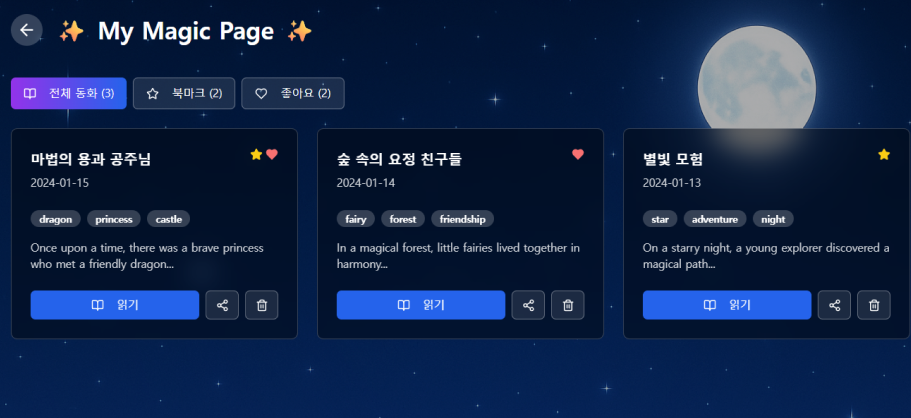 ✨ My Magic Page ✨
전체 동화 (3) 북마크 (2) 좋아요 (2)
마법의 용과 공주님
2024-01-15
dragon princess castle
Once upon a time, there was a brave princess
who met a friendly dragon...
읽기
숲 속의 요정 친구들
2024-01-14
fairy forest friendship
In a magical forest, little fairies lived together in
harmony...
읽기
별빛 모험
2024-01-13
star adventure night
On a starry night, a young explorer discovered a
magical path...
읽기